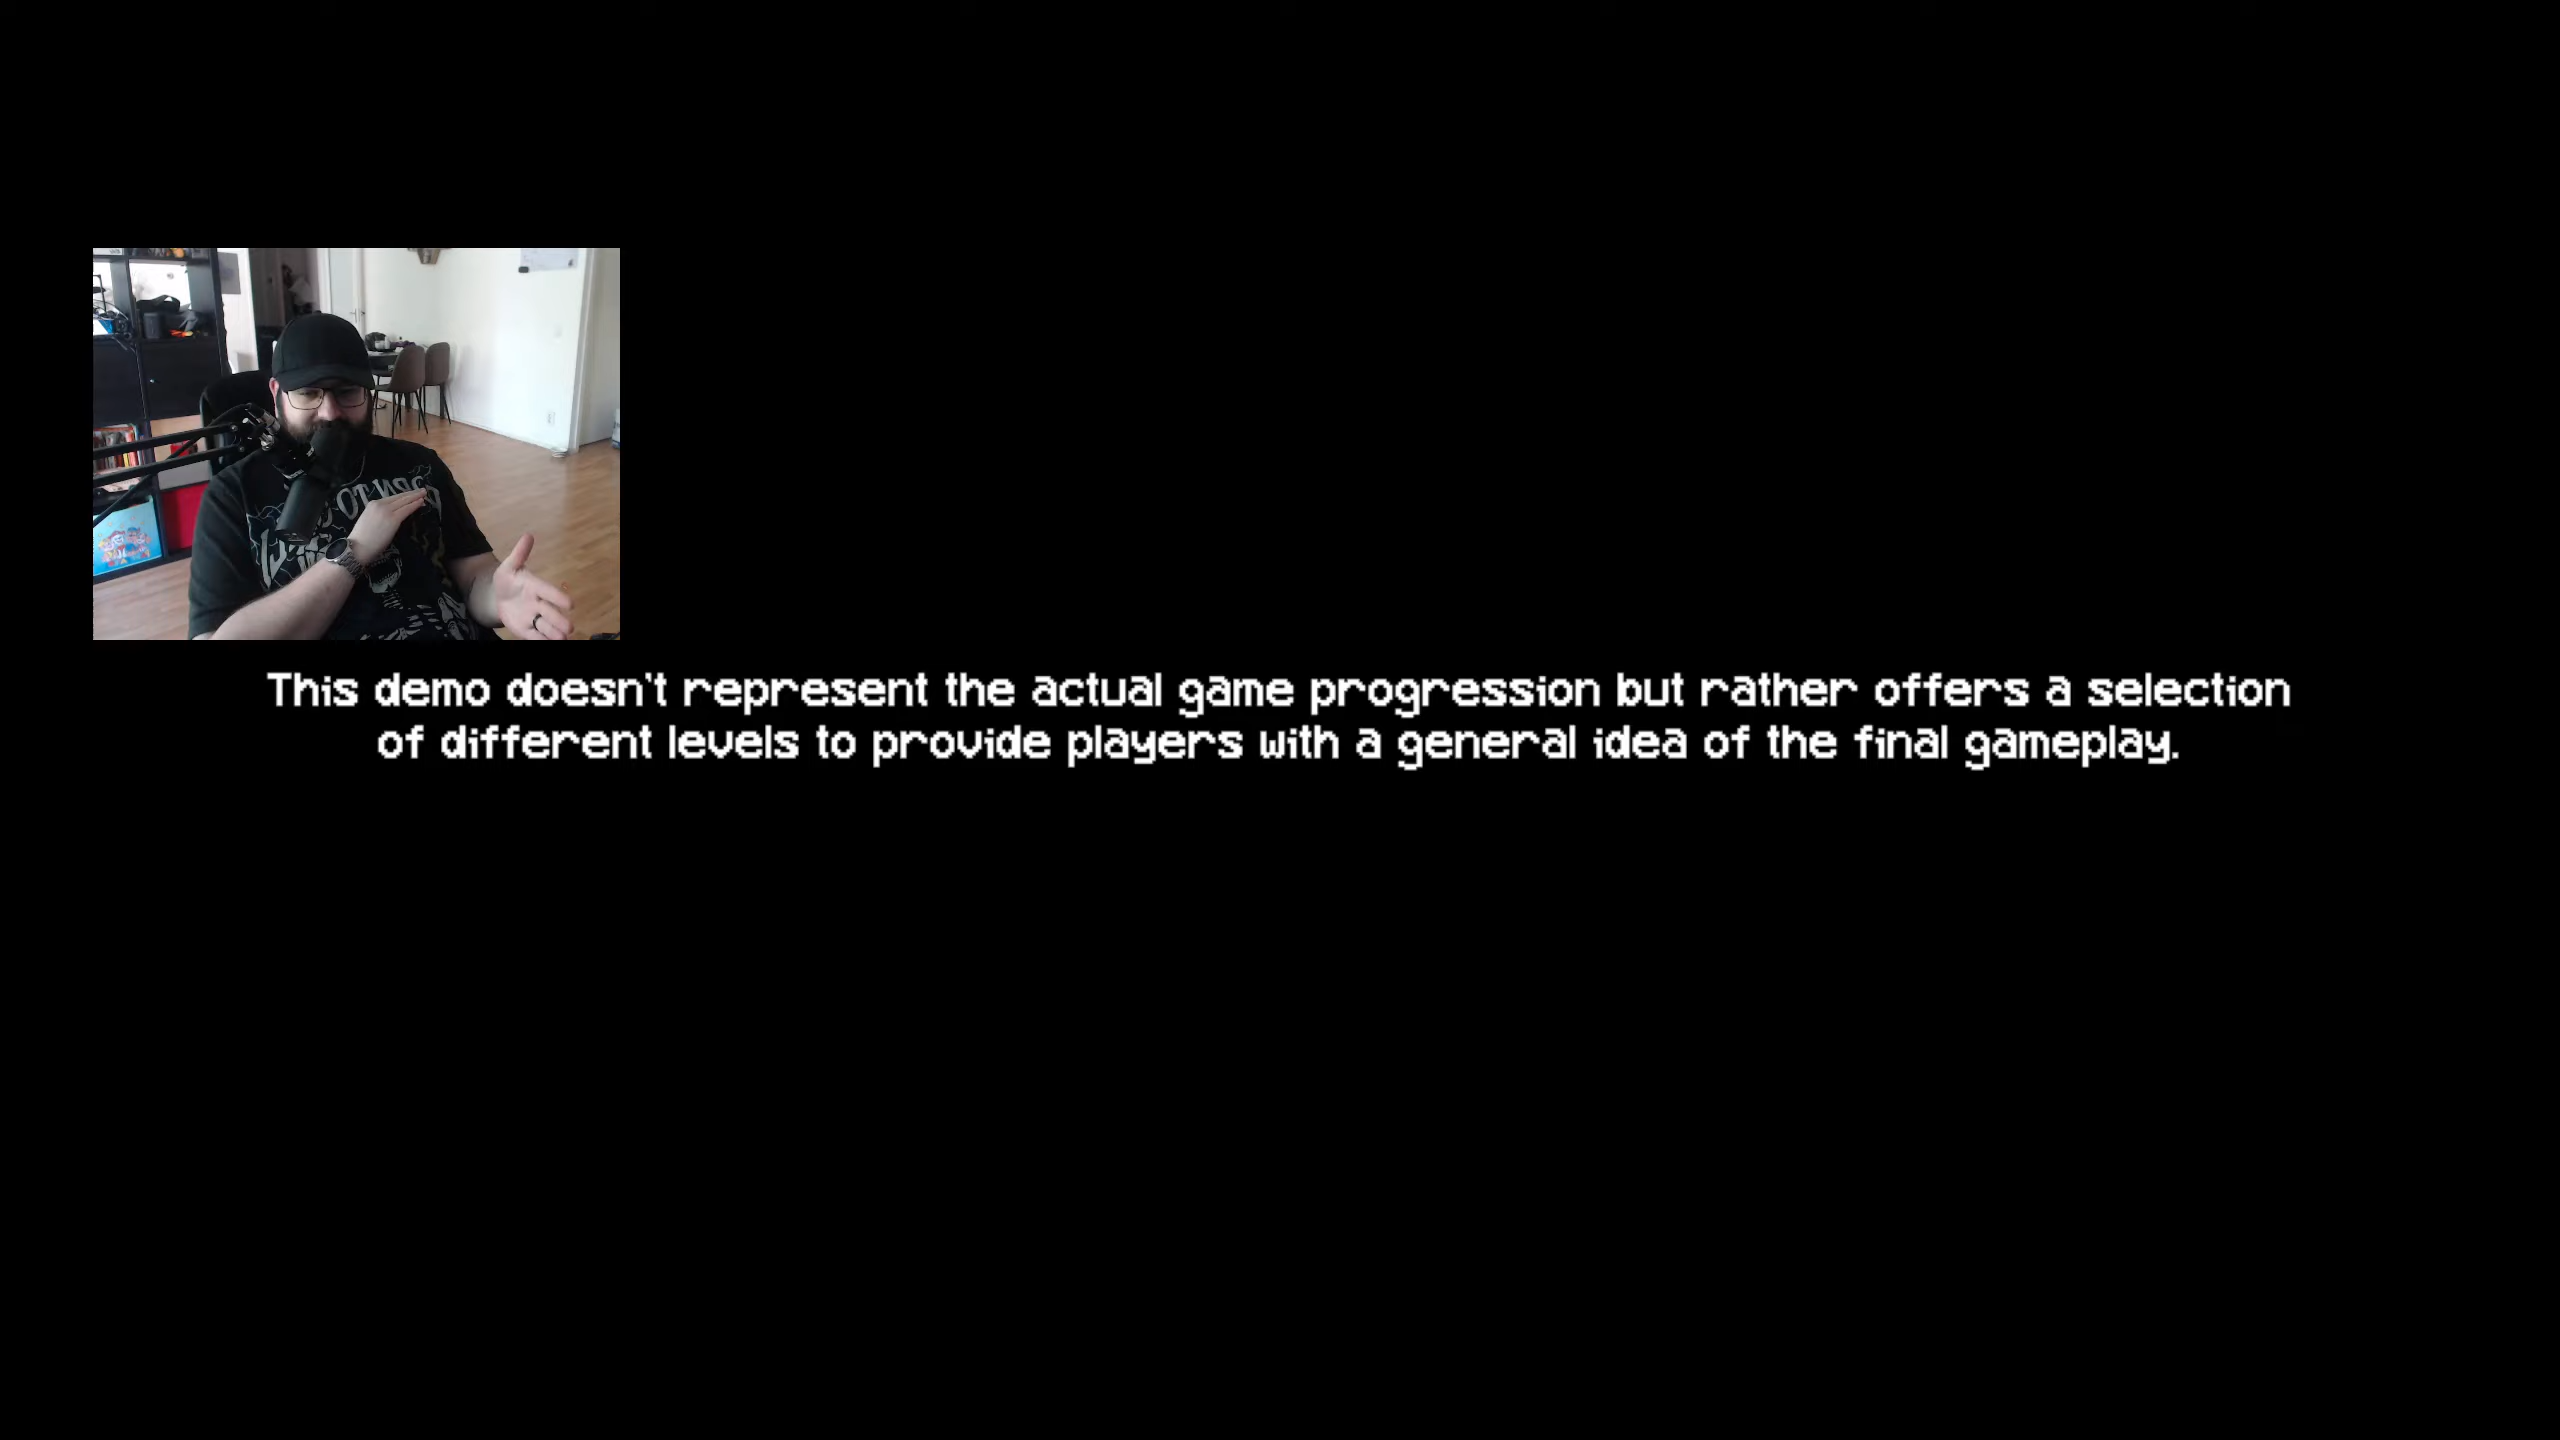 This demo doesn't represent the actual game progression but rather offers a selection
of different levels to provide players with a general idea of the final gameplay.